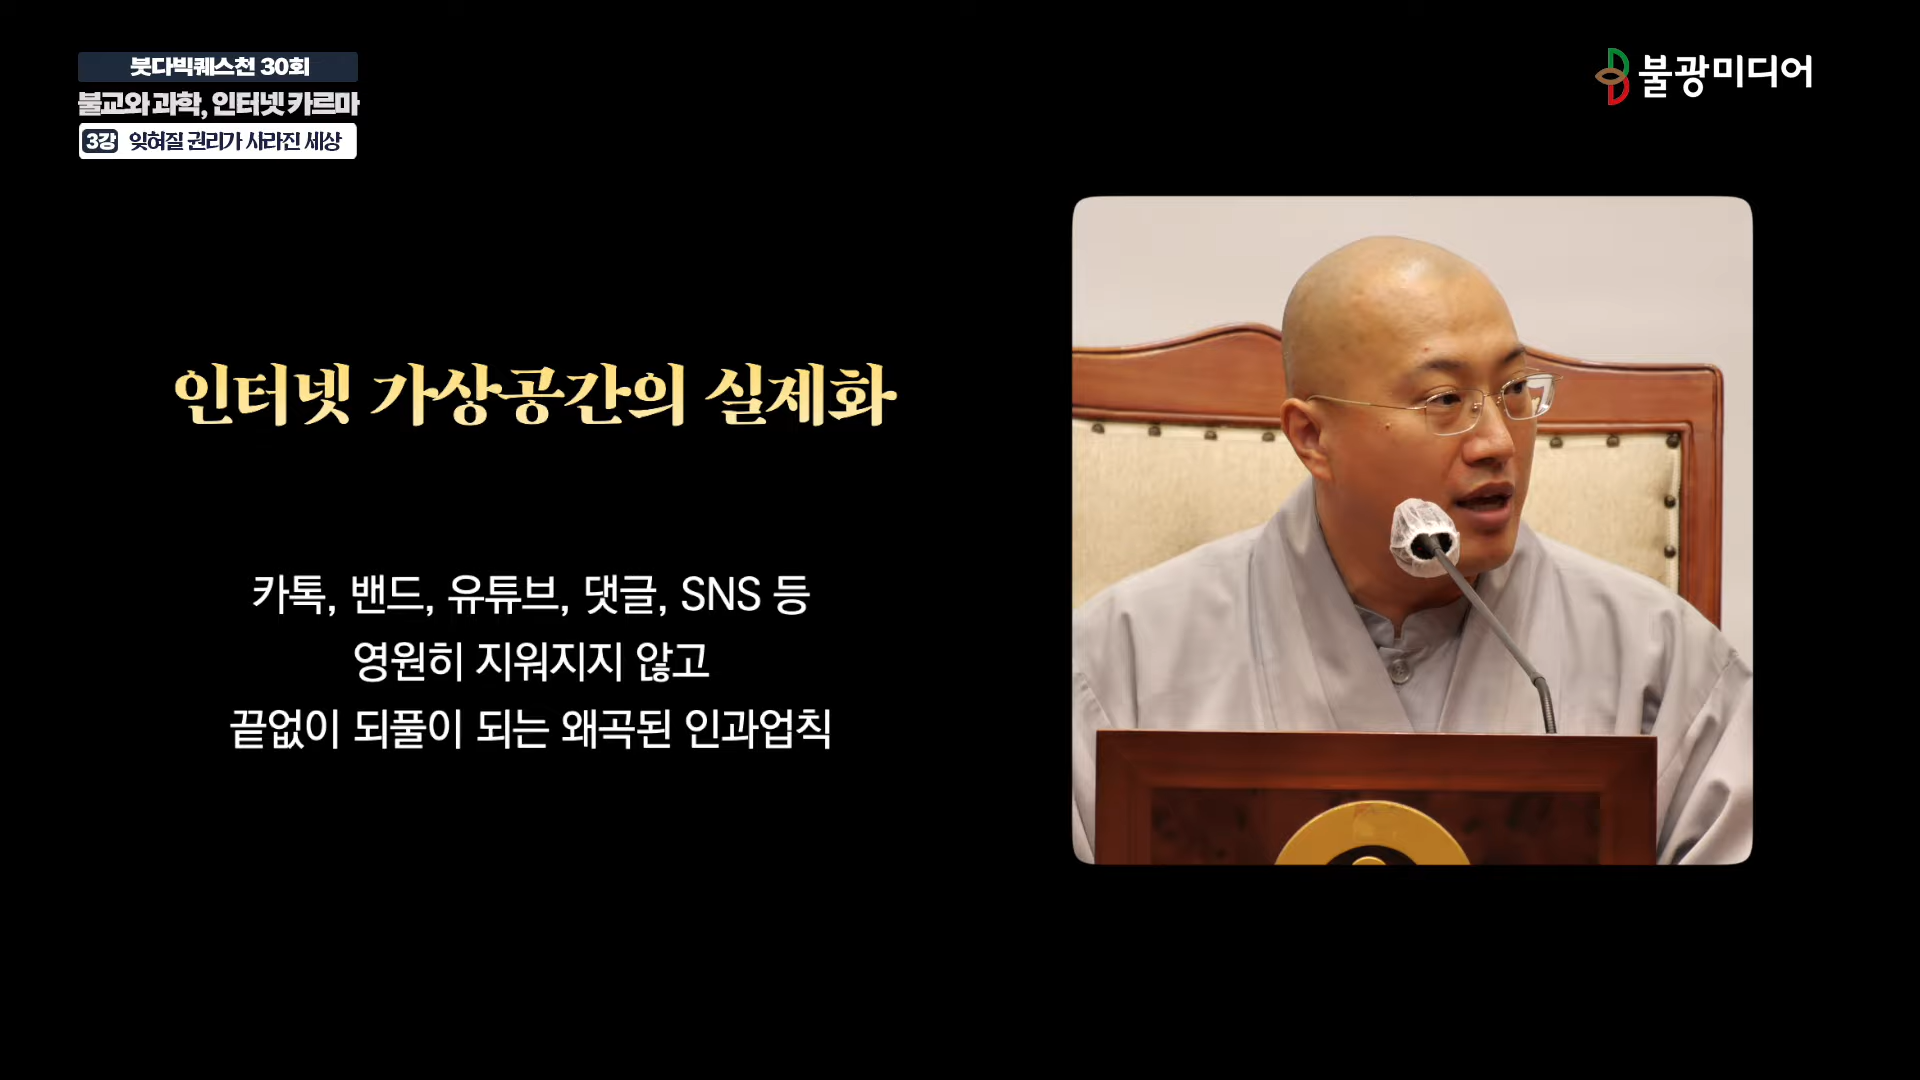 붓다빅퀘스천 30회
불교와 과학, 인터넷 카르마
3강 잊혀질 권리가 사라진 세상
불광미디어
인터넷 가상공간의 실제화
카톡, 밴드, 유튜브, 댓글, SNS 등
영원히 지워지지 않고
끝없이 되풀이 되는 왜곡된 인과업칙